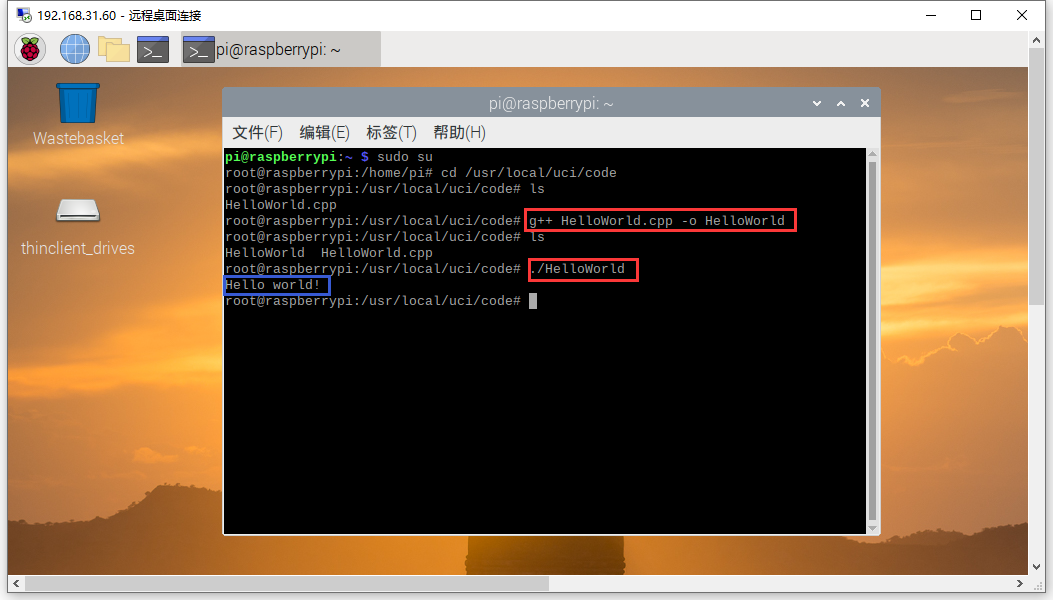 192.168.31.60 - 远程桌面连接
pi@raspberrypi: ~
Wastebasket
thinclient_drives
pi@raspberrypi: ~
文件(F) 编辑(E) 标签(T) 帮助(H)
pi@raspberrypi:~ $ sudo su
root@raspberrypi:/home/pi# cd /usr/local/uci/code
root@raspberrypi:/usr/local/uci/code# ls
HelloWorld.cpp
root@raspberrypi:/usr/local/uci/code# g++ HelloWorld.cpp -o HelloWorld
root@raspberrypi:/usr/local/uci/code# ls
HelloWorld  HelloWorld.cpp
root@raspberrypi:/usr/local/uci/code# ./HelloWorld
Hello world!
root@raspberrypi:/usr/local/uci/code#